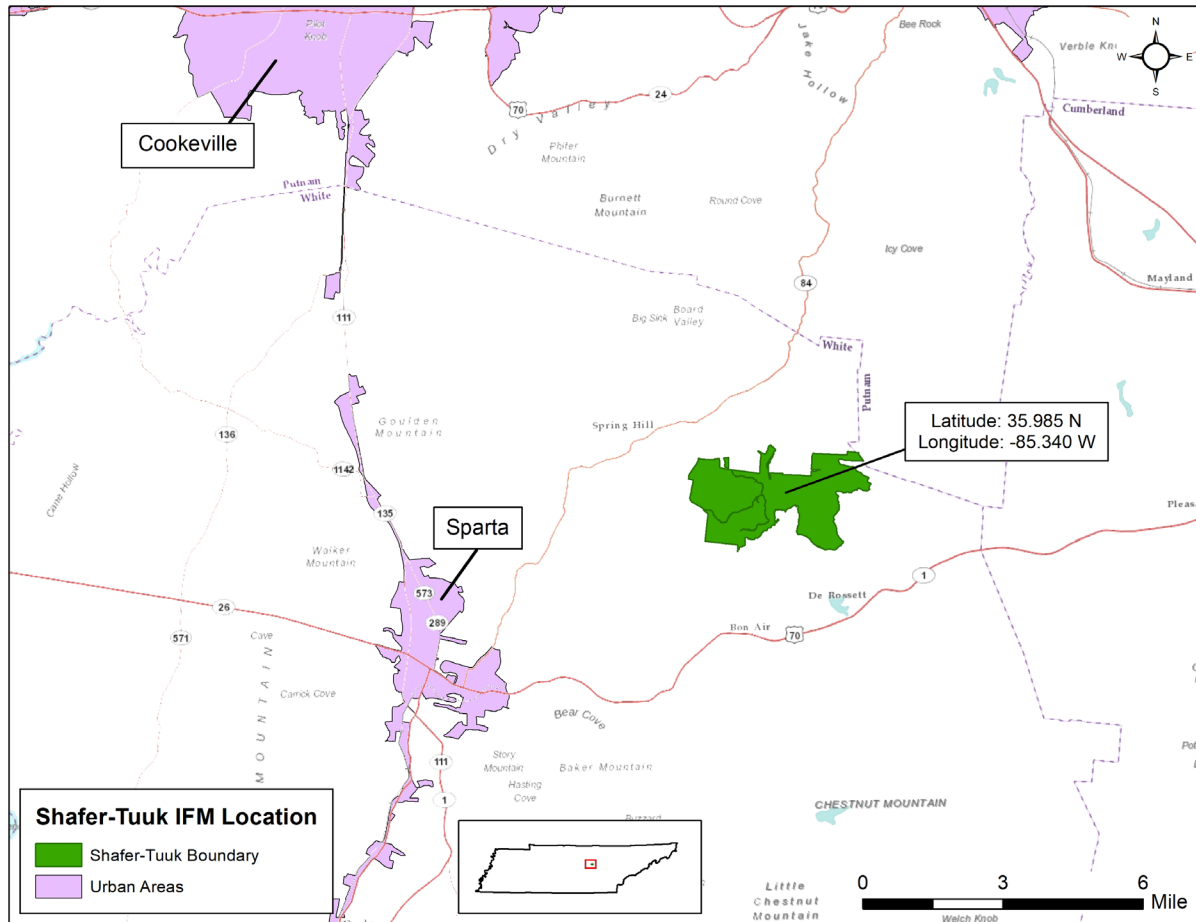 Pilot
Knob
Bee Rock
Verble Kn
N
W
E
S
Jake Hollow
24
70
Dry Valley
Cumberland
Cookeville
Phifer
Mountain
Putnam
White
Burnett
Mountain
Round Cove
Icy Cove
Mayland
84
111
Big Sink
Board
Valley
White
Putnam
Latitude: 35.985 N
Longitude: -85.340 W
Goulden
Mountain
Spring Hill
136
1142
Cane Hollow
135
Sparta
Pleas
Walker
Mountain
573
26
289
1
De Rossett
Bon Air
70
571
Cave
Carrick Cove
MOUNTAIN
Bear Cove
111
Story
Mountain
Baker Mountain
Hasting
Cove
1
CHESTNUT MOUNTAIN
Shafer-Tuuk IFM Location
Shafer-Tuuk Boundary
Urban Areas
Little
Chestnut
Mountain
0
3
6
Mile
Welch Knob